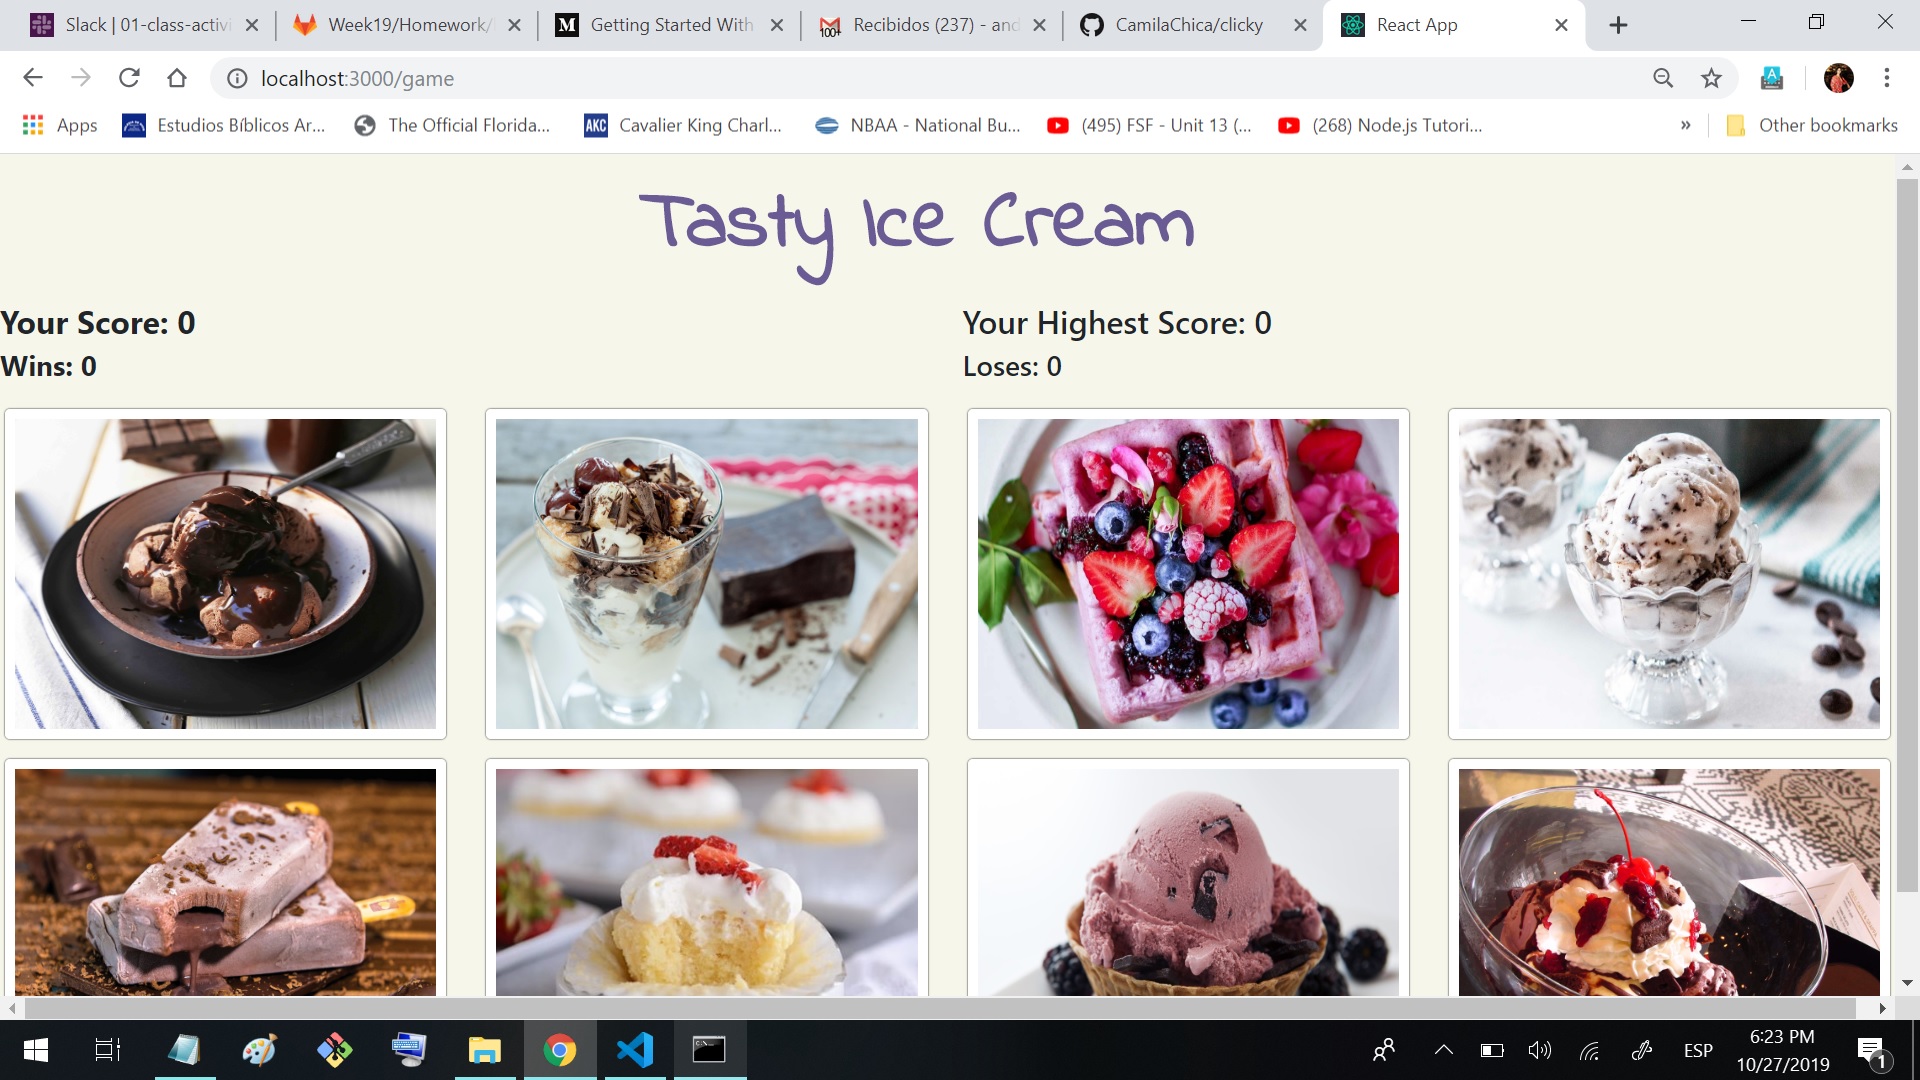 Slack | 01-class-activi
Week19/Homework/
Getting Started With
Recibidos (237) - and
CamilaChica/clicky
React App
localhost:3000/game
Apps
Estudios Bíblicos Ar...
The Official Florida...
AKC
Cavalier King Charl...
NBAA - National Bu...
(495) FSF - Unit 13 (...
(268) Node.js Tutori...
»
Other bookmarks
Tasty Ice Cream
Your Score: 0
Your Highest Score: 0
Wins: 0
Loses: 0
ESP
6:23 PM
10/27/2019
1